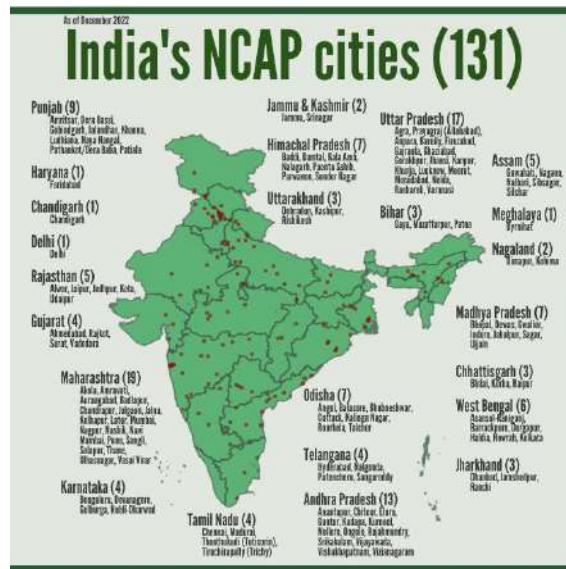 As of December 2022
India's NCAP cities (131)
Punjab (9)
Amritsar, Dera Bassi,
Gobindgarh, Jalandhar, Khanna,
Ludhiana, Naya Nangal,
Pathankot/Dera Baba, Patiala
Haryana (1)
Faridabad
Chandigarh (1)
Chandigarh
Delhi (1)
Delhi
Rajasthan (5)
Alwar, Jaipur, Jodhpur, Kota,
Udaipur
Gujarat (4)
Ahmedabad, Rajkot,
Surat, Vadodara
Maharashtra (19)
Akola, Amravati,
Aurangabad, Badlapur,
Chandrapur, Jalgaon, Jalna,
Kolhapur, Latur, Mumbai,
Nagpur, Nashik, Navi
Mumbai, Pune, Sangli,
Solapur, Thane,
Ulhasnagar, Vasai Virar
Karnataka (4)
Bengaluru, Devanagere,
Gulburga, Hubli-Dharwad
Jammu & Kashmir (2)
Jammu, Srinagar
Himachal Pradesh (7)
Baddi, Damtal, Kala Amb,
Nalagarh, Paonta Sahib,
Parwanoo, Sunder Nagar
Uttarakhand (3)
Dehradun, Kashipur,
Rishikesh
Uttar Pradesh (17)
Agra, Prayagraj (Allahabad),
Anpara, Bareily, Firozabad,
Gajraula, Ghaziabad,
Gorakhpur, Jhansi, Kanpur,
Khurja, Lucknow, Meerut,
Moradabad, Noida,
Raebareli, Varanasi
Bihar (3)
Gaya, Muzaffarpur, Patna
Assam (5)
Guwahati, Nagaon,
Nalbari, Sibsagar,
Silchar
Meghalaya (1)
Byrnihat
Nagaland (2)
Dimapur, Kohima
Madhya Pradesh (7)
Bhopal, Dewas, Gwalior,
Indore, Jabalpur, Sagar,
Ujjain
Chhattisgarh (3)
Bhilai, Korba, Raipur
West Bengal (6)
Asansol-Raniganj,
Barrackpore, Durgapur,
Haldia, Howrah, Kolkata
Jharkhand (3)
Dhanbad, Jamshedpur,
Ranchi
Odisha (7)
Angul, Balasore, Bhubaneshwar,
Cuttack, Kalinga Nagar,
Rourkela, Talcher
Telangana (4)
Hyderabad, Nalgonda,
Patencheru, Sangareddy
Andhra Pradesh (13)
Anantapur, Chitoor, Eluru,
Guntur, Kadapa, Kurnool,
Nellore, Ongole, Rajahmundry,
Srikakulam, Vijayawada,
Vishakhapatnam, Vizianagaram
Tamil Nadu (4)
Chennai, Madurai,
Thoothukudi (Tuticorin),
Tiruchirapally (Trichy)